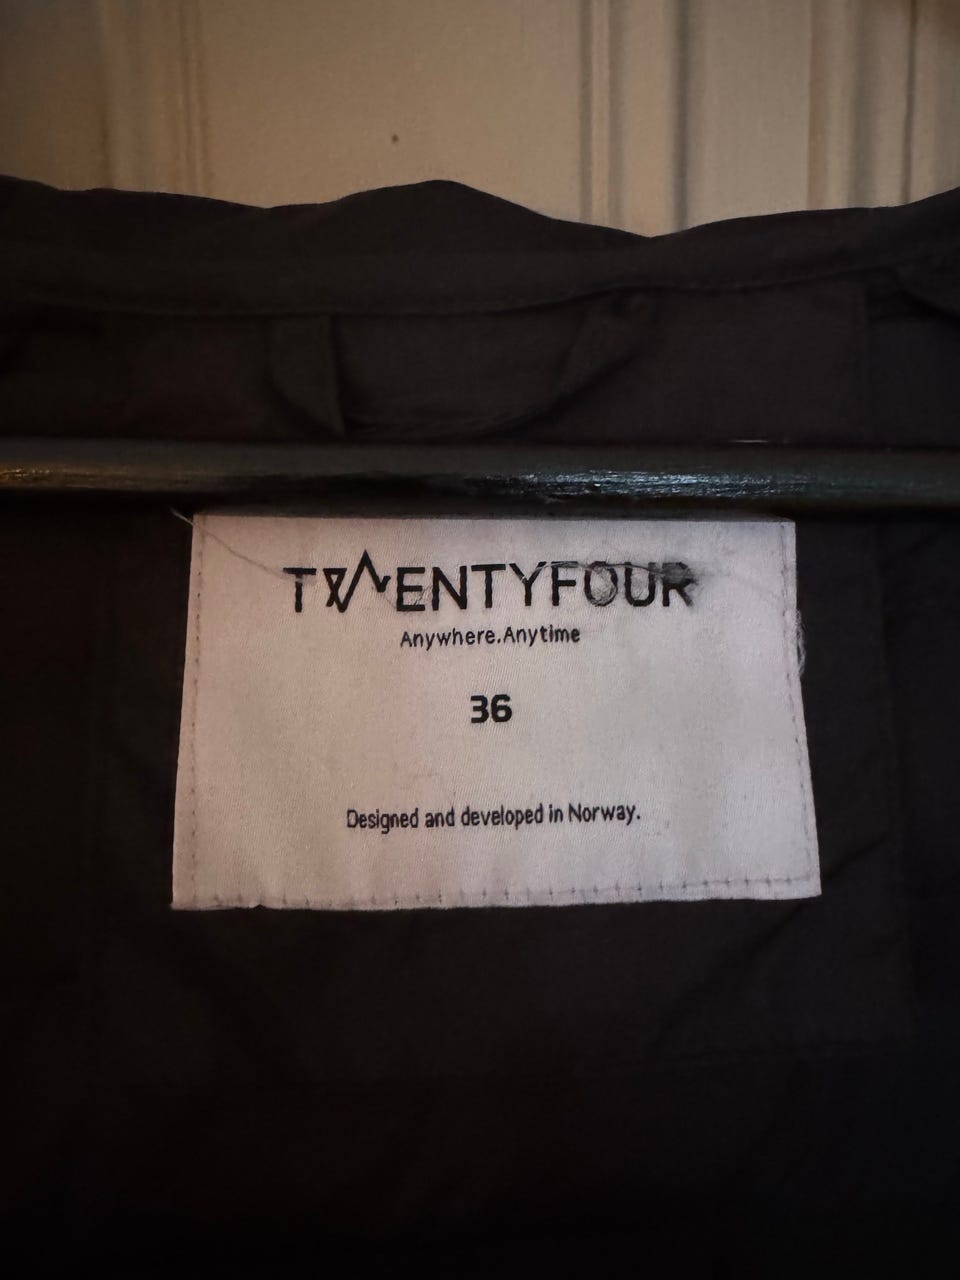 TWENTYFOUR
Anywhere.Anytime
36
Designed and developed in Norway.